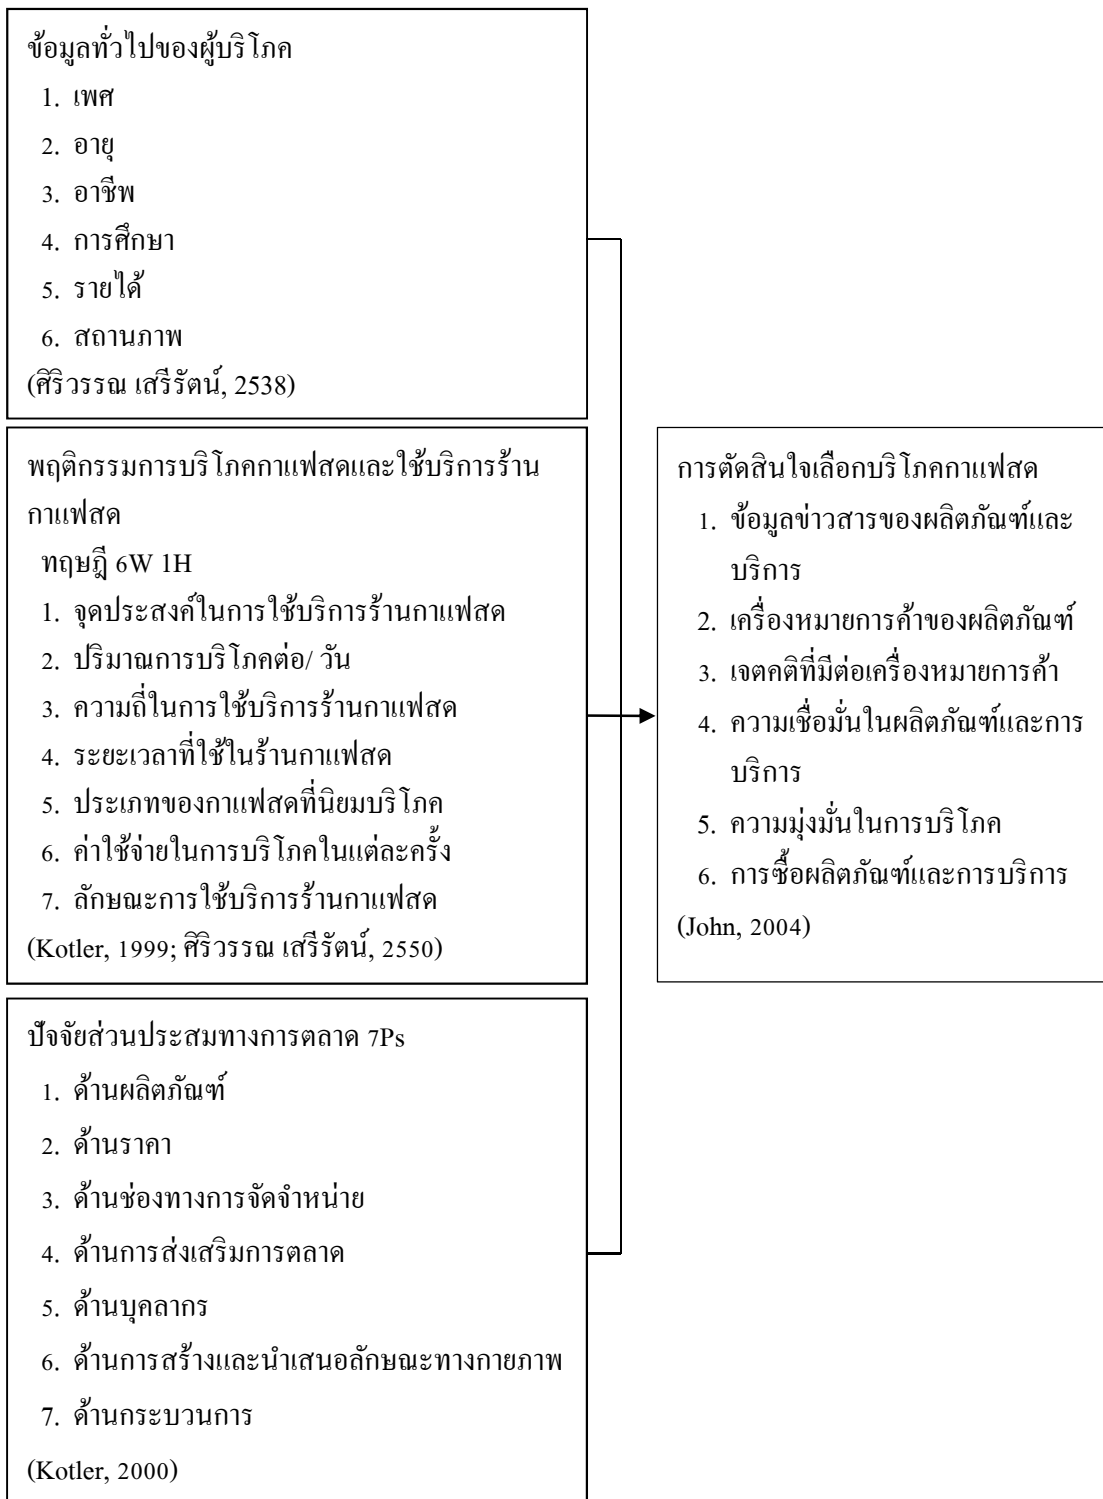 ข้อมูลทั่วไปของผู้บริโภค
1. เพศ
2. อายุ
3. อาชีพ
4. การศึกษา
5. รายได้
6. สถานภาพ
(ศิริวรรณ เสรีรัตน์, 2538)
พฤติกรรมการบริโภคกาแฟสดและใช้บริการร้าน
กาแฟสด
ทฤษฎี 6W 1H
1. จุดประสงค์ในการใช้บริการร้านกาแฟสด
2. ปริมาณการบริโภคต่อ/ วัน
3. ความถี่ในการใช้บริการร้านกาแฟสด
4. ระยะเวลาที่ใช้ในร้านกาแฟสด
5. ประเภทของกาแฟสดที่นิยมบริโภค
6. ค่าใช้จ่ายในการบริโภคในแต่ละครั้ง
7. ลักษณะการใช้บริการร้านกาแฟสด
(Kotler, 1999; ศิริวรรณ เสรีรัตน์, 2550)
ปัจจัยส่วนประสมทางการตลาด 7Ps
1. ด้านผลิตภัณฑ์
2. ด้านราคา
3. ด้านช่องทางการจัดจำหน่าย
4. ด้านการส่งเสริมการตลาด
5. ด้านบุคลากร
6. ด้านการสร้างและนำเสนอลักษณะทางกายภาพ
7. ด้านกระบวนการ
(Kotler, 2000)
การตัดสินใจเลือกบริโภคกาแฟสด
1. ข้อมูลข่าวสารของผลิตภัณฑ์และ
บริการ
2. เครื่องหมายการค้าของผลิตภัณฑ์
3. เจตคติที่มีต่อเครื่องหมายการค้า
4. ความเชื่อมั่นในผลิตภัณฑ์และการ
บริการ
5. ความมุ่งมั่นในการบริโภค
6. การซื้อผลิตภัณฑ์และการบริการ
(John, 2004)